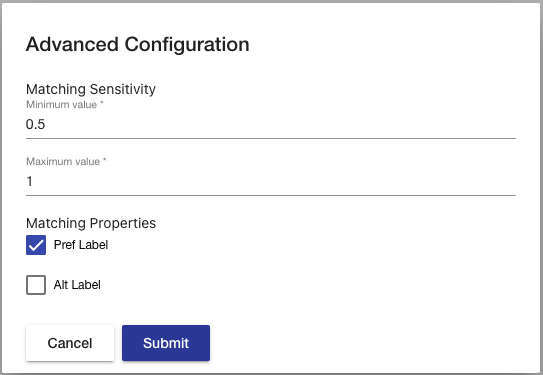 Advanced Configuration
Matching Sensitivity
Minimum value *
0.5
Maximum value *
1
Matching Properties
Pref Label
Alt Label
Cancel Submit